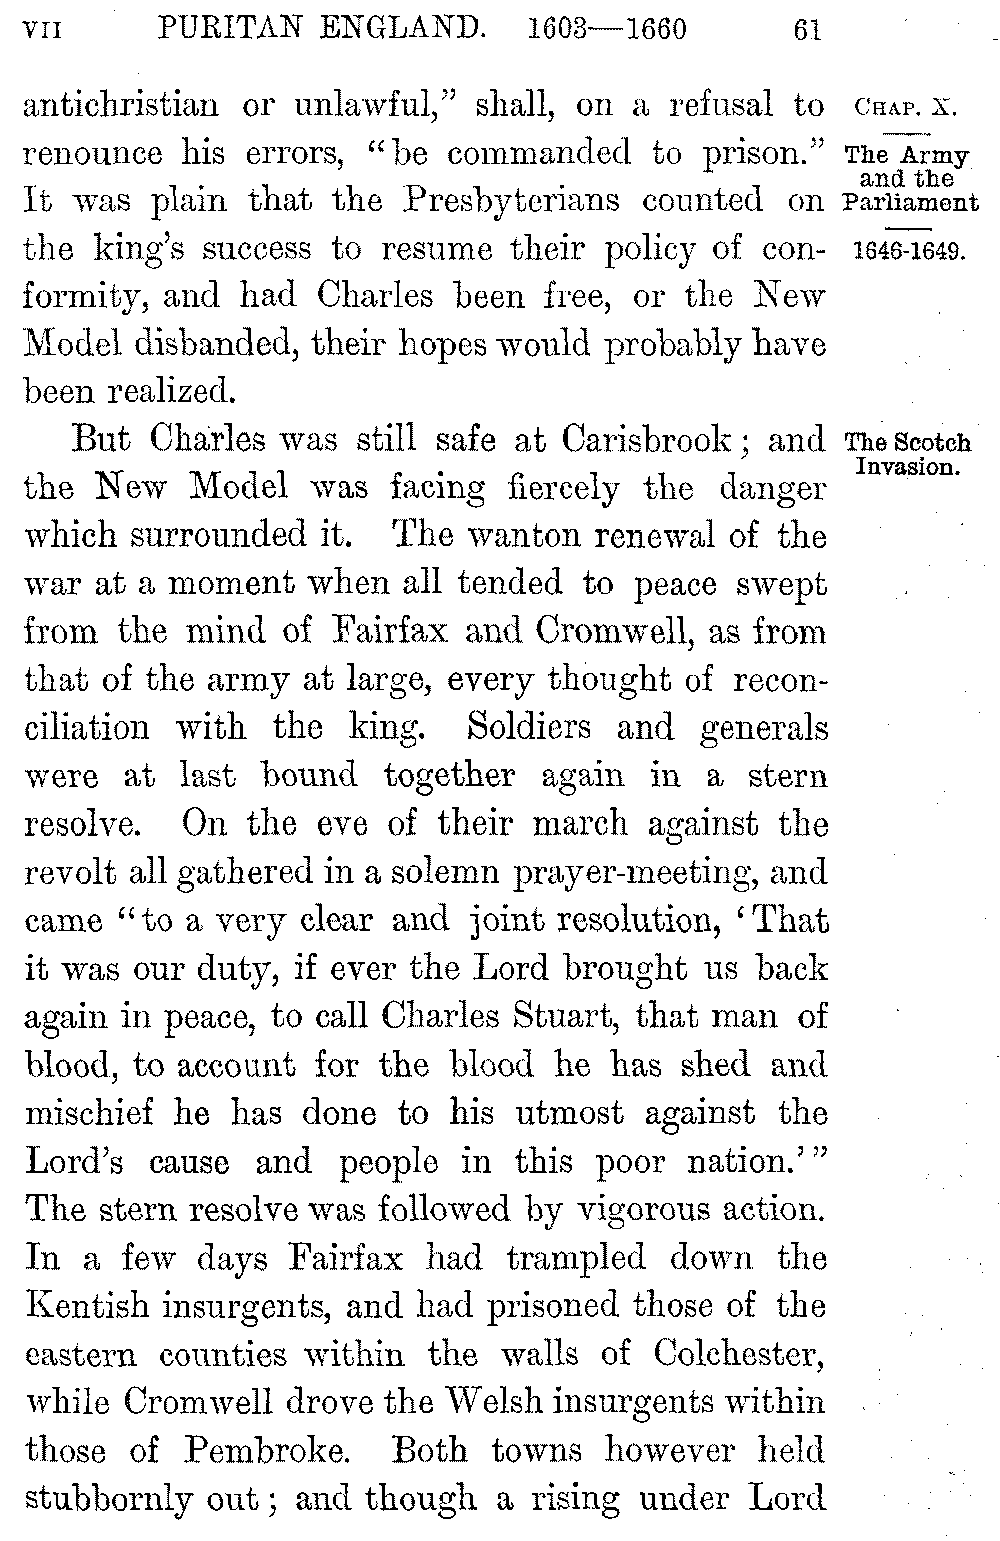 VII PURITAN ENGLAND. 1603—1660 61
antichristian or unlawful,” shall, on a refusal to
renounce his errors, “be commanded to prison.”
It was plain that the Presbyterians counted on
the king’s success to resume their policy of con-
formity, and had Charles been free, or the New
Model disbanded, their hopes would probably have
been realized.
CHAP. X.
The Army
and the
Parliament
1646-1649.
But Charles was still safe at Carisbrook; and
the New Model was facing fiercely the danger
which surrounded it. The wanton renewal of the
war at a moment when all tended to peace swept
from the mind of Fairfax and Cromwell, as from
that of the army at large, every thought of recon-
ciliation with the king. Soldiers and generals
were at last bound together again in a stern
resolve. On the eve of their march against the
revolt all gathered in a solemn prayer-meeting, and
came “to a very clear and joint resolution, ‘That
it was our duty, if ever the Lord brought us back
again in peace, to call Charles Stuart, that man of
blood, to account for the blood he has shed and
mischief he has done to his utmost against the
Lord’s cause and people in this poor nation.’”
The stern resolve was followed by vigorous action.
In a few days Fairfax had trampled down the
Kentish insurgents, and had prisoned those of the
eastern counties within the walls of Colchester,
while Cromwell drove the Welsh insurgents within
those of Pembroke. Both towns however held
stubbornly out; and though a rising under Lord
The Scotch
Invasion.